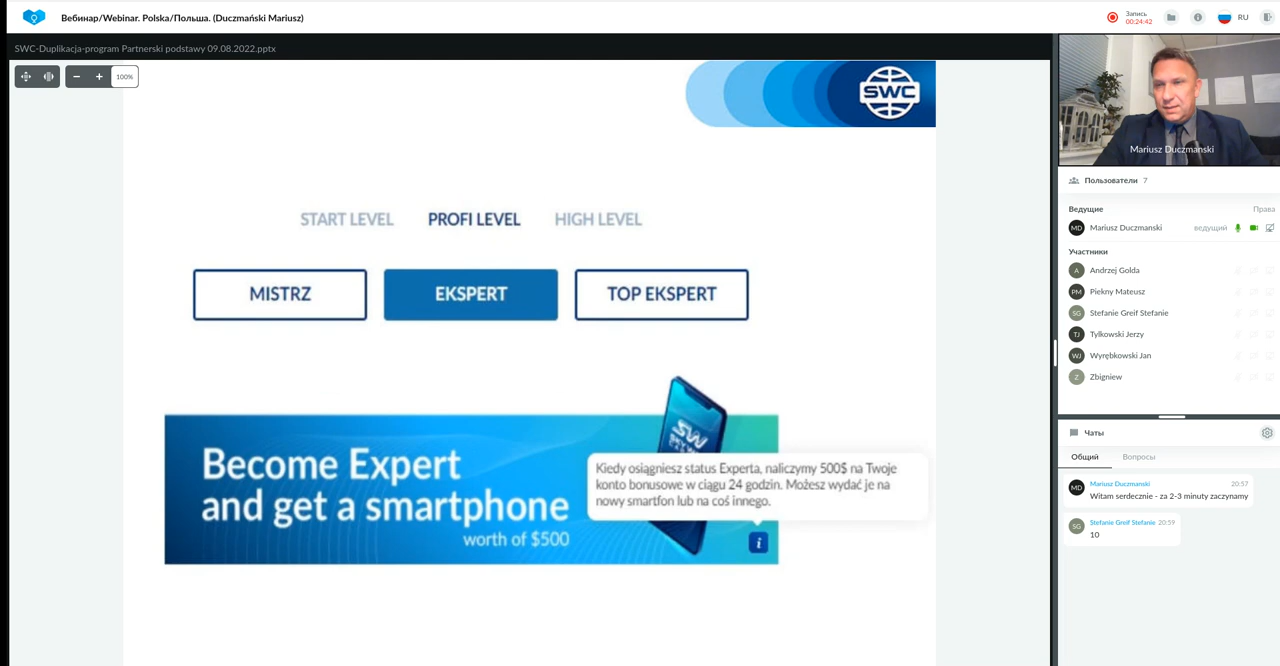 Вебинар/Webinar. Polska/Польша. (Duczmański Mariusz)
Запись
00:24:42
RU
SWC-Duplikacja-program Partnerski podstawy 09.08.2022.pptx
100%
SWC
START LEVEL PROFI LEVEL HIGH LEVEL
MISTRZ EKSPERT TOP EKSPERT
Become Expert
and get a smartphone
worth of $500
Kiedy osiągniesz status Experta, naliczymy 500$ na Twoje
konto bonusowe w ciągu 24 godzin. Możesz wydać je na
nowy smartfon lub na coś innego.
i
Mariusz Duczmanski
Пользователи 7
Ведущие Права
MD Mariusz Duczmanski ведущий
Участники
A Andrzej Golda
PM Piekny Mateusz
SG Stefanie Greif Stefanie
TJ Tylkowski Jerzy
WJ Wyrębkowski Jan
Z Zbigniew
Чаты
Общий Вопросы
MD Mariusz Duczmanski 20:57
Witam serdecznie - za 2-3 minuty zaczynamy
SG Stefanie Greif Stefanie 20:59
10